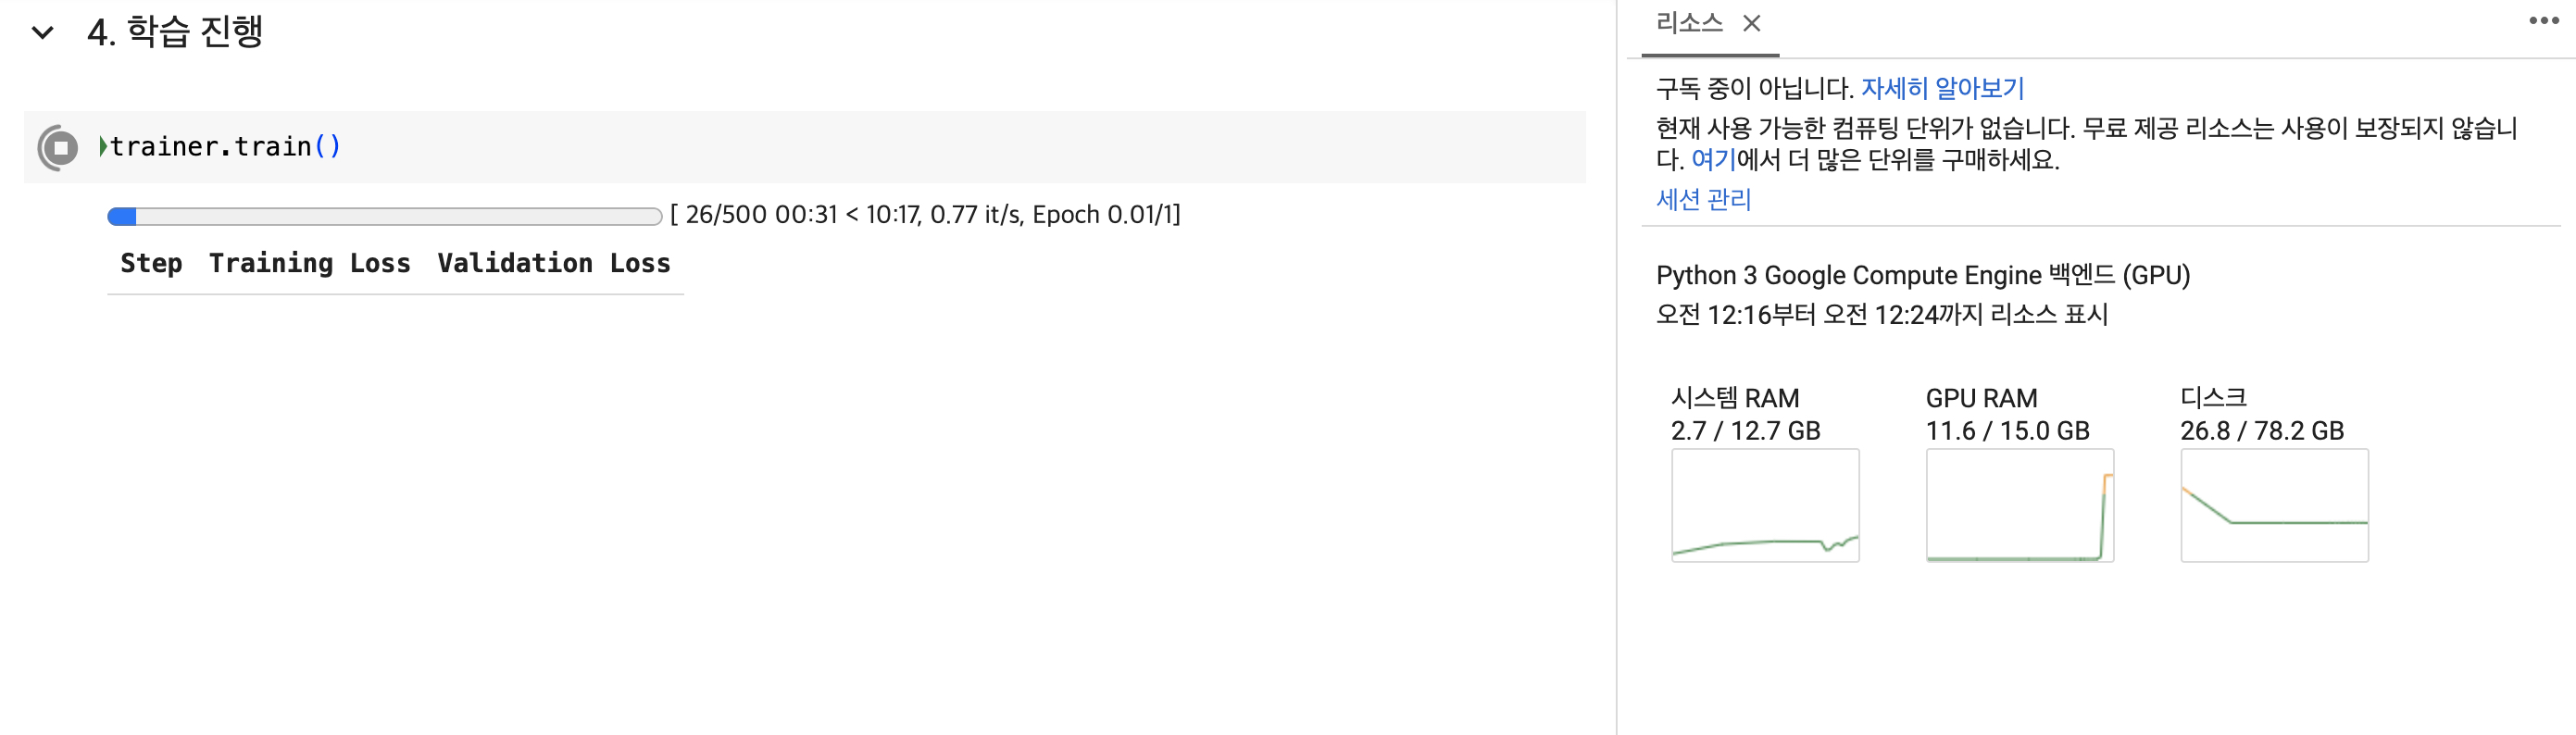 4. 학습 진행
trainer.train()
[ 26/500 00:31 < 10:17, 0.77 it/s, Epoch 0.01/1]
Step Training Loss Validation Loss
리소스
구독 중이 아닙니다. 자세히 알아보기
현재 사용 가능한 컴퓨팅 단위가 없습니다. 무료 제공 리소스는 사용이 보장되지 않습니
다. 여기에서 더 많은 단위를 구매하세요.
세션 관리
Python 3 Google Compute Engine 백엔드 (GPU)
오전 12:16부터 오전 12:24까지 리소스 표시
시스템 RAM
2.7 / 12.7 GB
GPU RAM
11.6 / 15.0 GB
디스크
26.8 / 78.2 GB